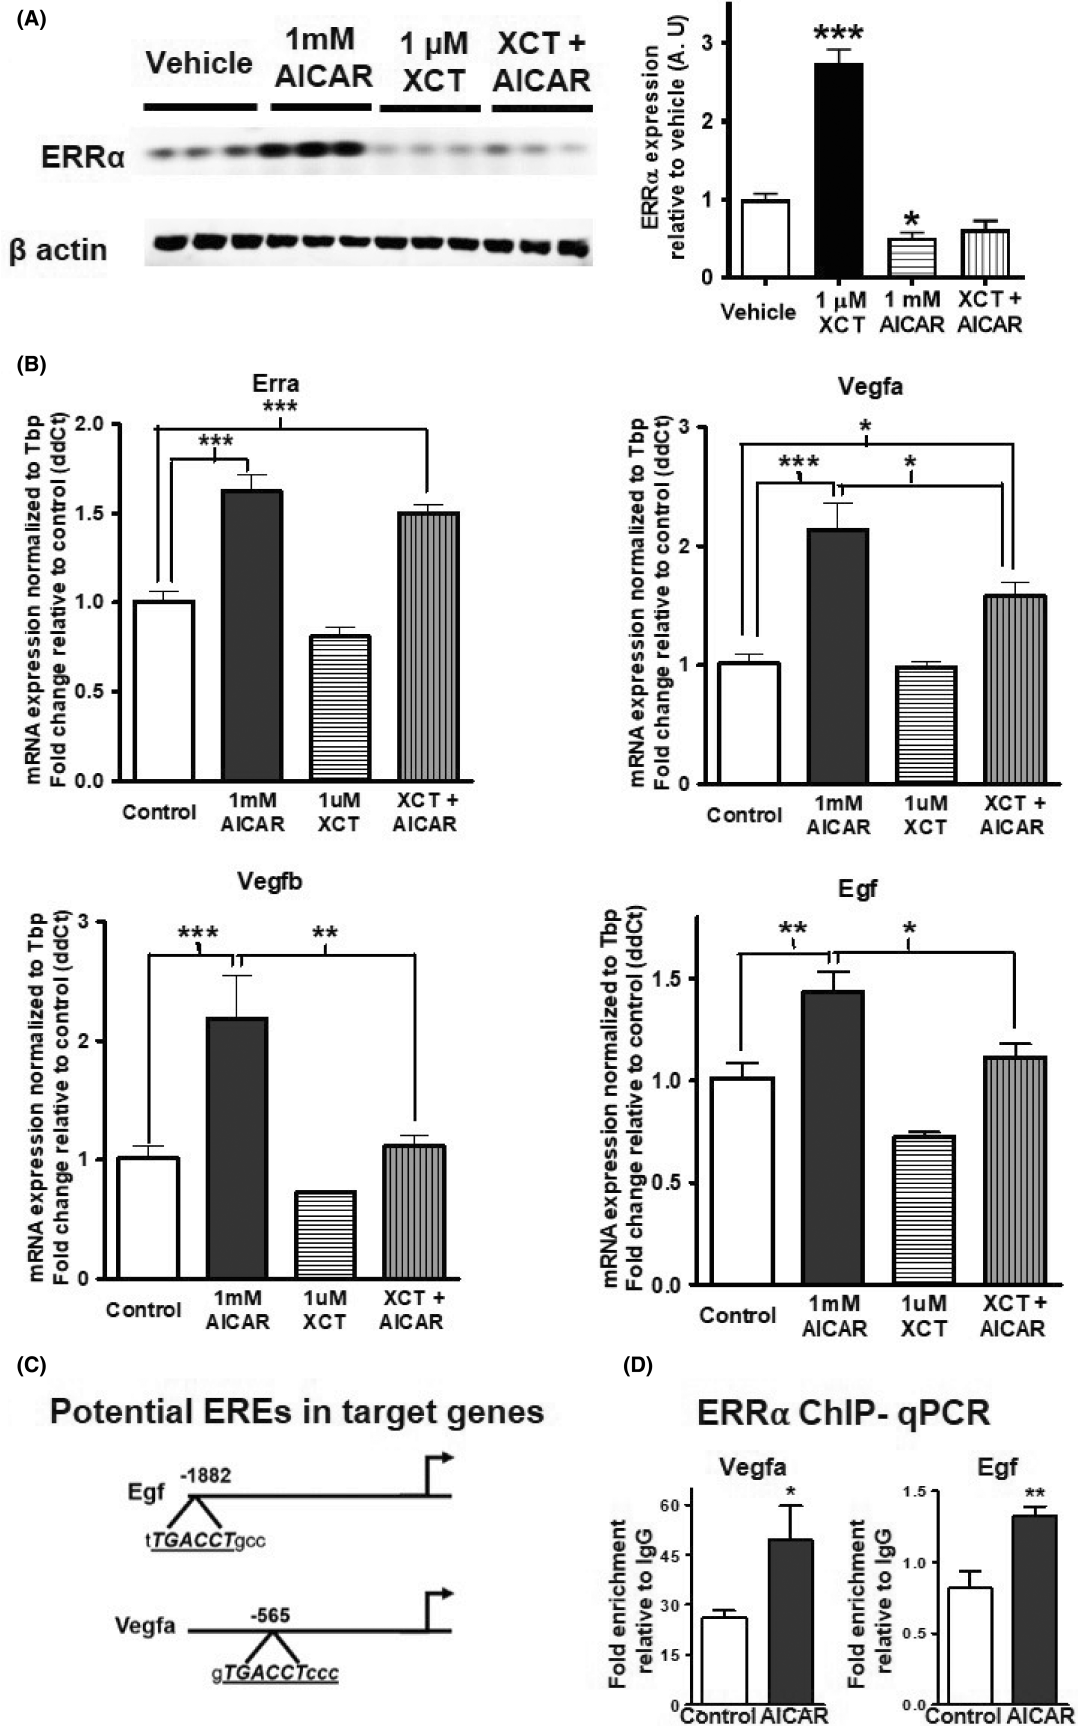 (A)
Vehicle
1mM
AICAR
1 µM
XCT
XCT +
AICAR
ERRα
β actin
ERRα expression
relative to vehicle (A. U)
3
2
1
0
***
*
Vehicle
1 µM
XCT
1 mM
AICAR
XCT +
AICAR
(B)
Erra
***
***
mRNA expression normalized to Tbp
Fold change relative to control (ddCt)
2.0
1.5
1.0
0.5
0.0
Control
1mM
AICAR
1uM
XCT
XCT +
AICAR
Vegfa
*
***
*
mRNA expression normalized to Tbp
Fold change relative to control (ddCt)
3
2
1
0
Control
1mM
AICAR
1uM
XCT
XCT +
AICAR
Vegfb
***
**
mRNA expression normalized to Tbp
Fold change relative to control (ddCt)
3
2
1
0
Control
1mM
AICAR
1uM
XCT
XCT +
AICAR
Egf
**
*
mRNA expression normalized to Tbp
Fold change relative to control (ddCt)
1.5
1.0
0.5
0.0
Control
1mM
AICAR
1uM
XCT
XCT +
AICAR
(C)
Potential EREs in target genes
-1882
Egf
tTGACCTgcc
-565
Vegfa
gTGACCTccc
(D)
ERRα ChIP- qPCR
Vegfa
*
Fold enrichment
relative to IgG
60
45
30
15
0
Control AICAR
Egf
**
Fold enrichment
relative to IgG
1.5
1.0
0.5
0.0
Control AICAR